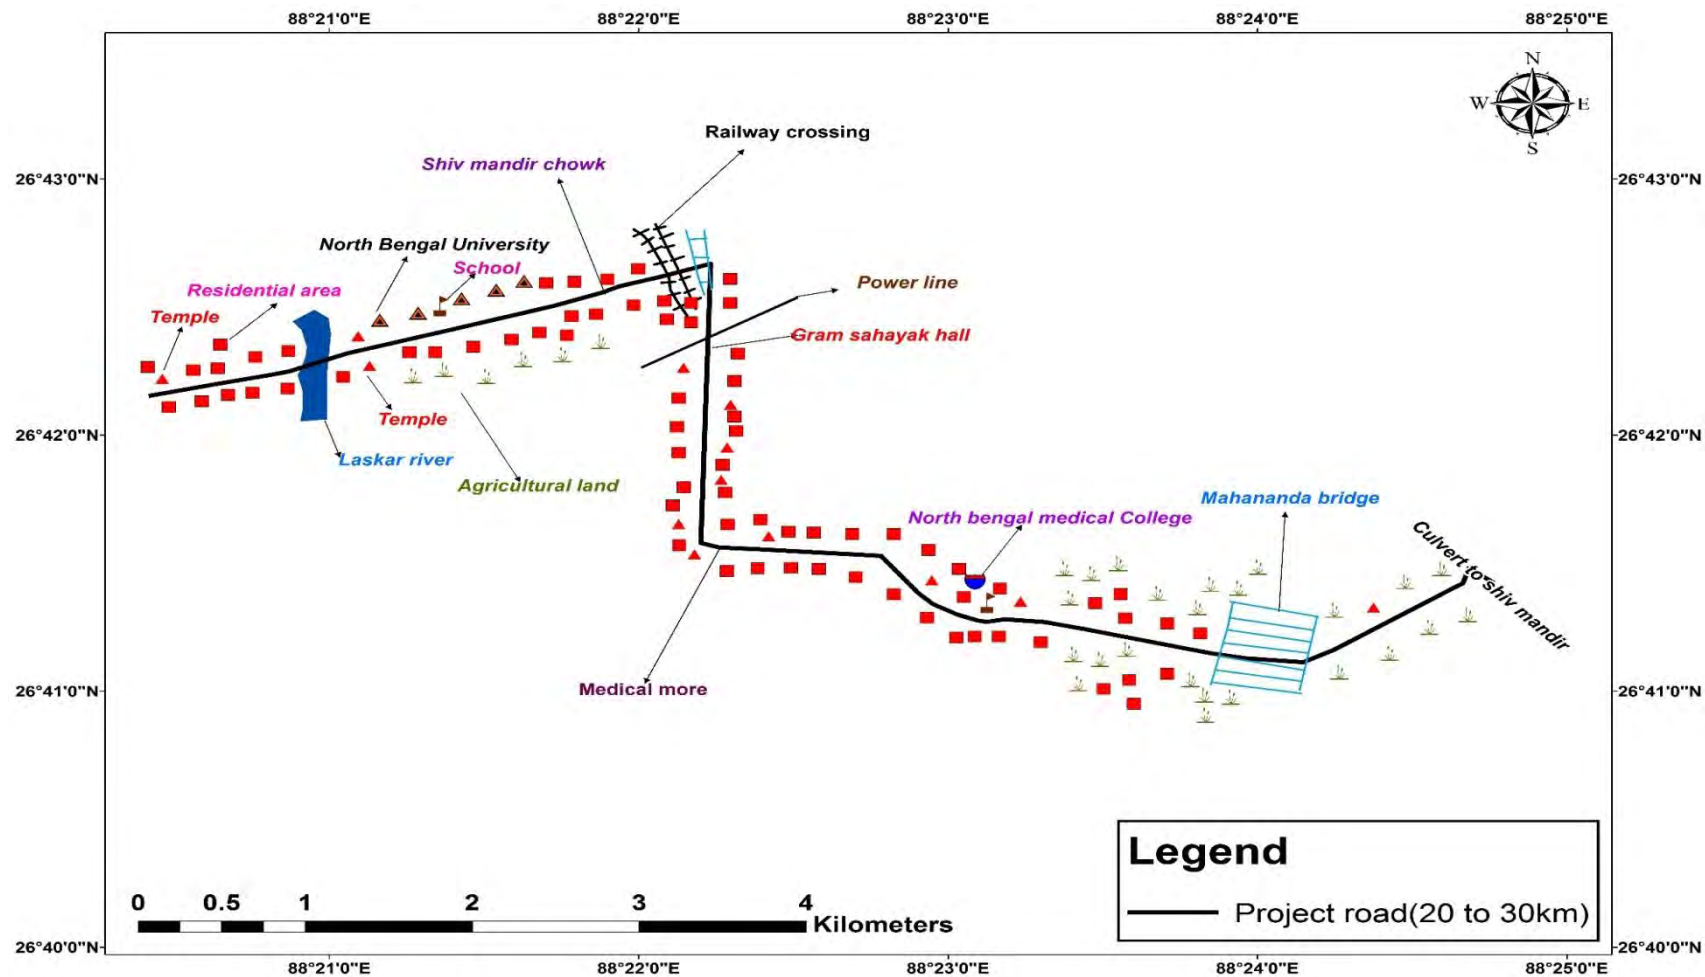 88°21'0"E 88°22'0"E 88°23'0"E 88°24'0"E 88°25'0"E
N
W E
S
Railway crossing
Shiv mandir chowk
26°43'0"N 26°43'0"N
North Bengal University
School
Power line
Residential area
Temple
Gram sahayak hall
Temple
26°42'0"N 26°42'0"N
Laskar river
Agricultural land
Mahananda bridge
North bengal medical College
Culvert to shiv mandir
Medical more
26°41'0"N 26°41'0"N
Legend
Project road(20 to 30km)
0 0.5 1 2 3 4
Kilometers
26°40'0"N 26°40'0"N
88°21'0"E 88°22'0"E 88°23'0"E 88°24'0"E 88°25'0"E